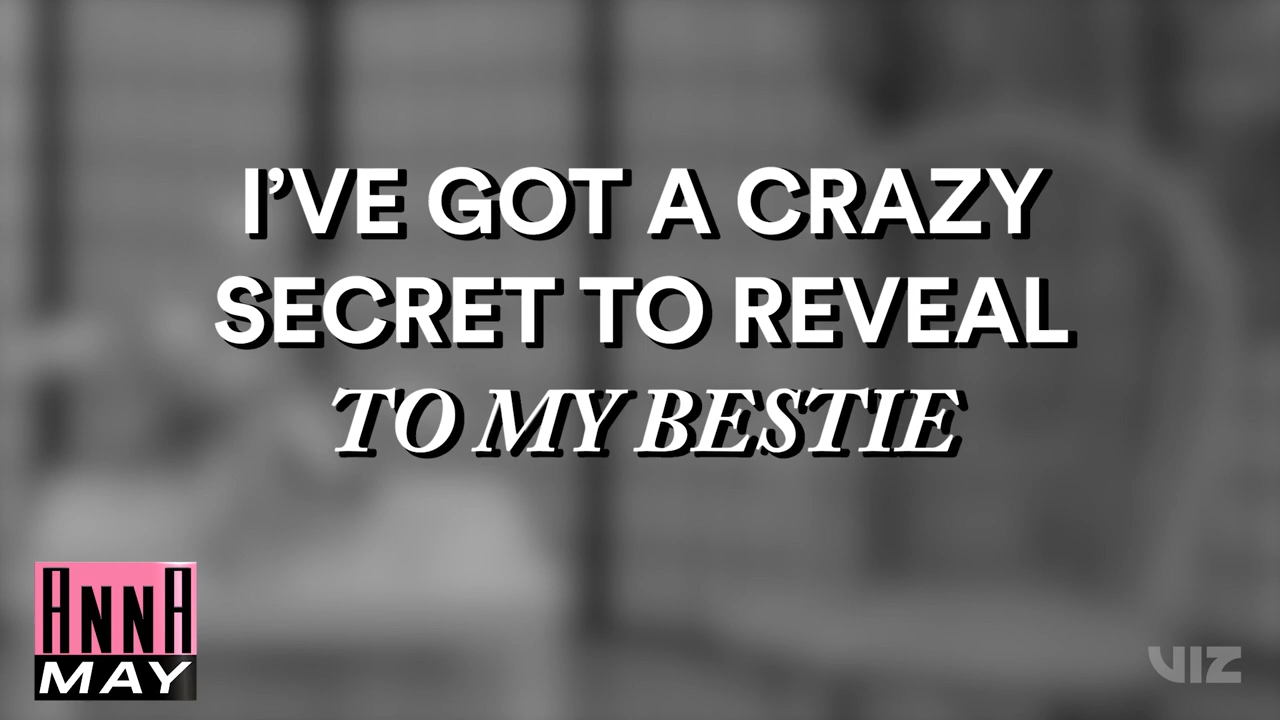 I'VE GOT A CRAZY
SECRET TO REVEAL
TO MY BESTIE
ANNA
MAY
VIZ